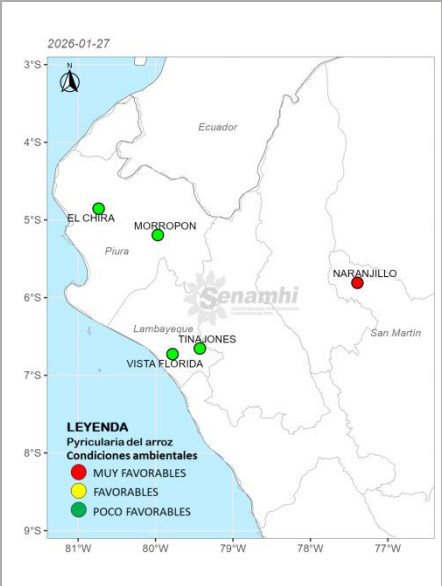 2026-01-27
3°S
N
Ecuador
4°S
5°S
EL CHIRA
MORROPON
Piura
NARANJILLO
6°S
Senamhi
Lambayeque
San Martin
TINAJONES
VISTA FLORIDA
7°S
LEYENDA
Pyricularia del arroz
Condiciones ambientales
8°S
MUY FAVORABLES
FAVORABLES
POCO FAVORABLES
9°S
81°W 80°W 79°W 78°W 77°W